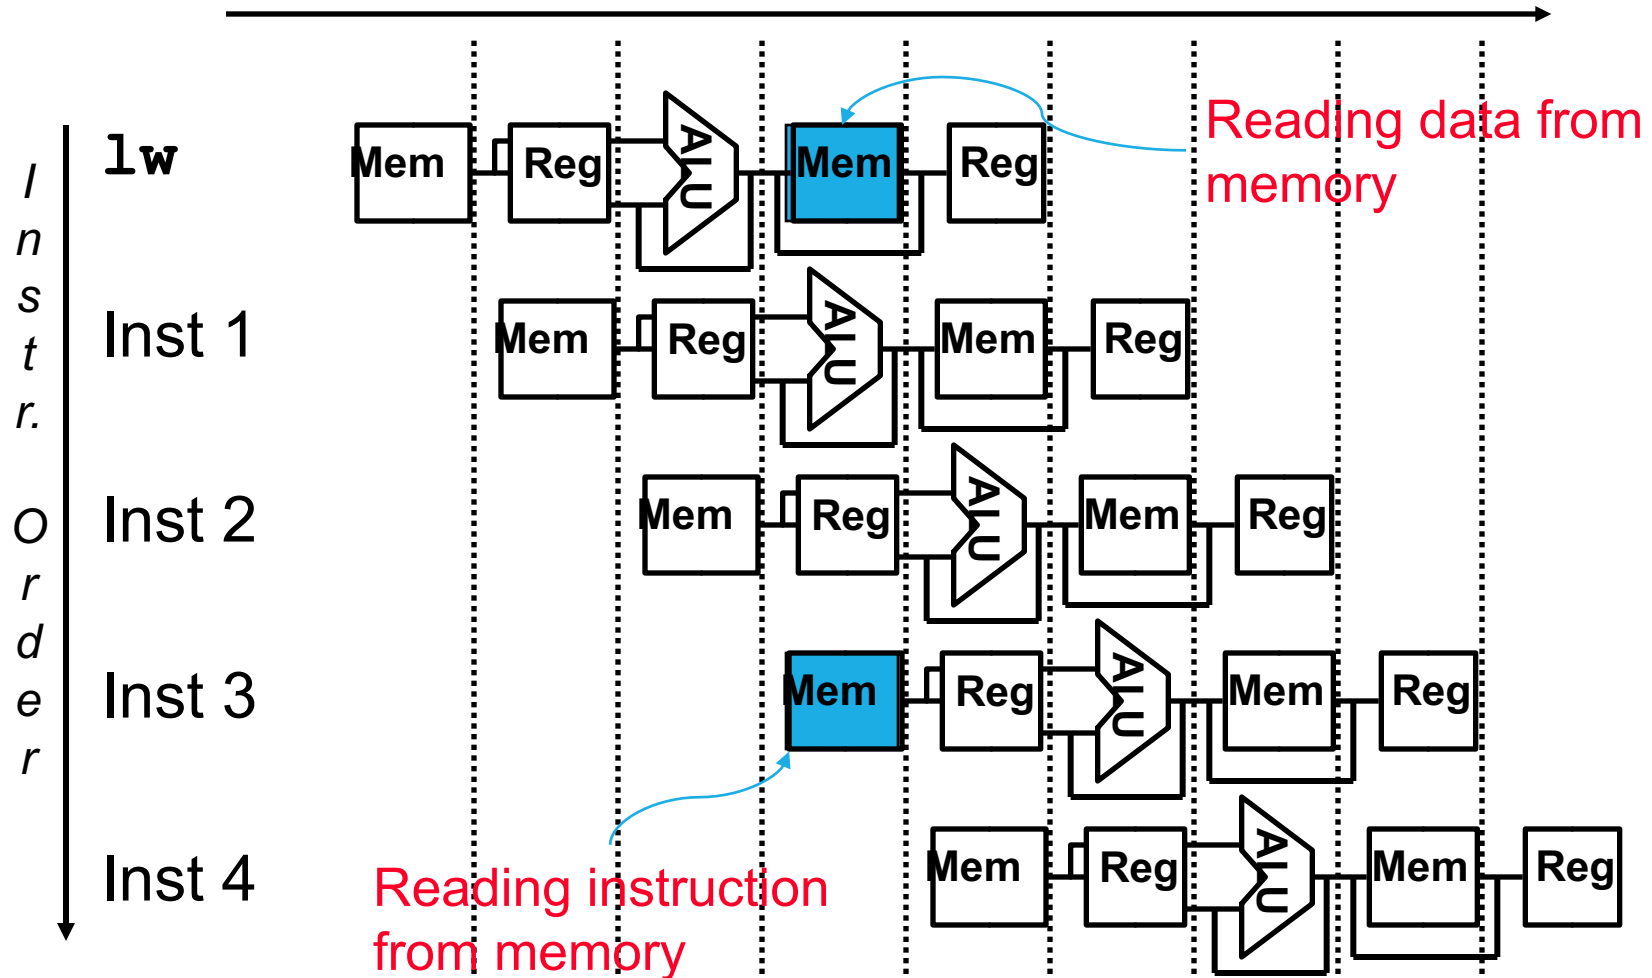 lw
Mem Reg ALU Mem Reg
Reading data from
memory
Inst 1
Mem Reg ALU Mem Reg
Inst 2
Mem Reg ALU Mem Reg
Inst 3
Mem Reg ALU Mem Reg
Inst 4
Mem Reg ALU Mem Reg
Reading instruction
from memory
Instr.
Order